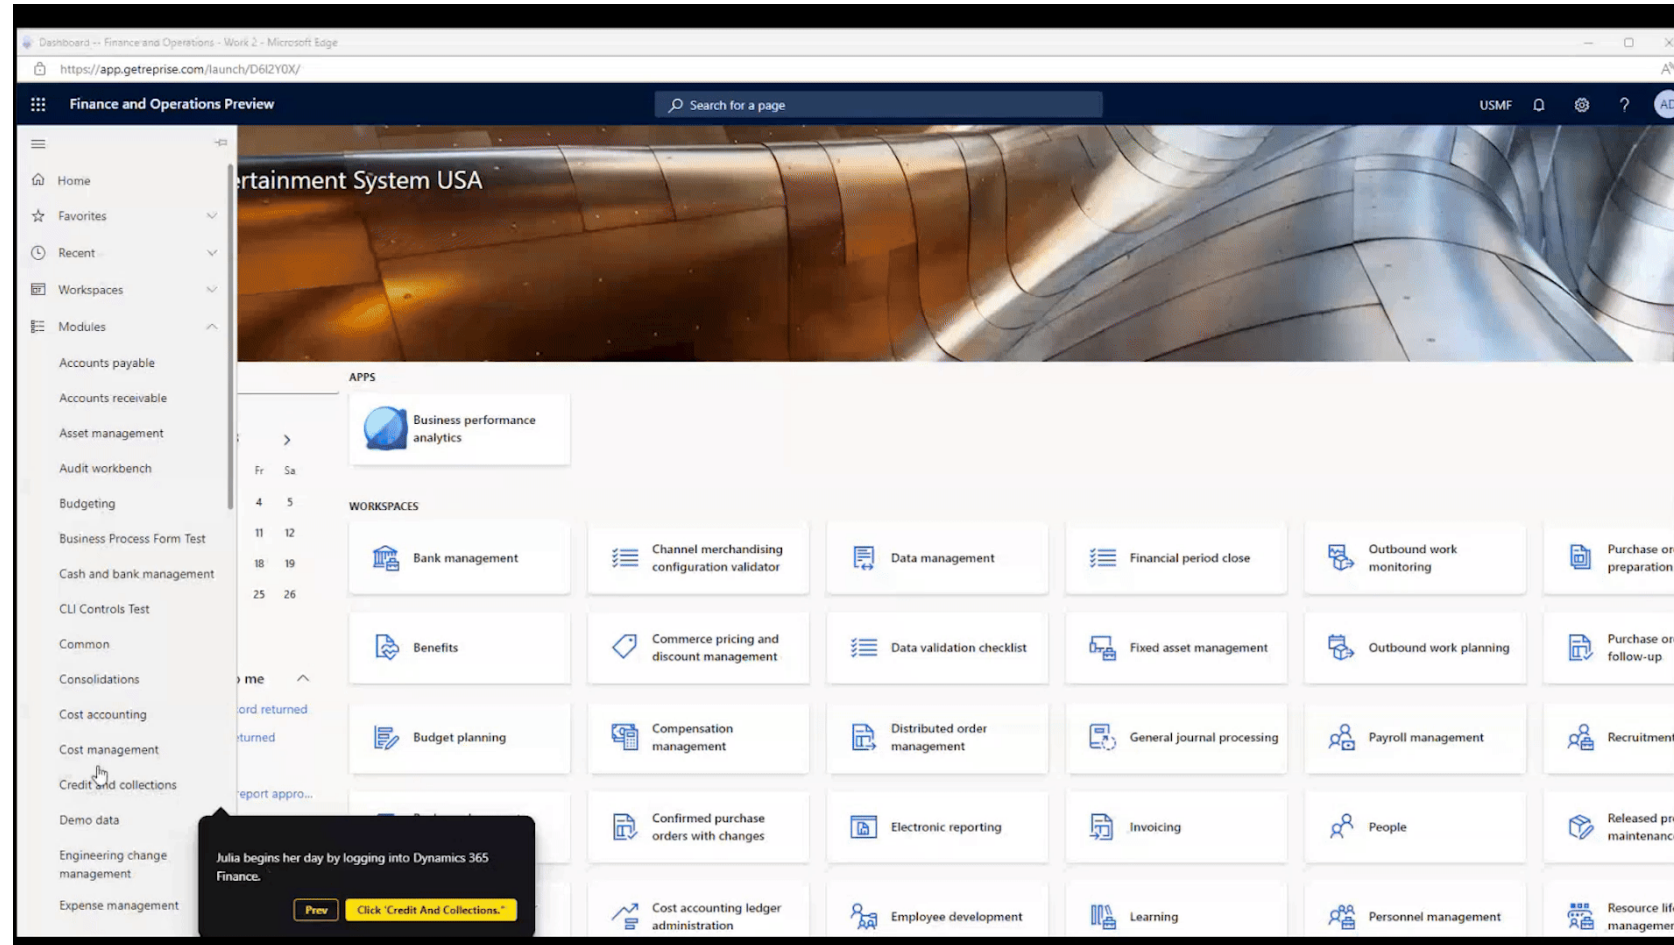 Dashboard -- Finance and Operations - Work 2 - Microsoft Edge
https://app.getreprise.com/launch/D6I2Y0X/
Finance and Operations Preview
Search for a page
USMF
?
AD
Home
Favorites
Recent
Workspaces
Modules
Accounts payable
Accounts receivable
Asset management
Audit workbench
Budgeting
Business Process Form Test
Cash and bank management
CLI Controls Test
Common
Consolidations
Cost accounting
Cost management
Credit and collections
Demo data
Engineering change
management
Expense management
ertainment System USA
Fr Sa
4 5
11 12
18 19
25 26
o me
ord returned
turned
eport appro...
APPS
Business performance
analytics
WORKSPACES
Bank management
Channel merchandising
configuration validator
Data management
Financial period close
Outbound work
monitoring
Purchase or
preparation
Benefits
Commerce pricing and
discount management
Data validation checklist
Fixed asset management
Outbound work planning
Purchase or
follow-up
Budget planning
Compensation
management
Distributed order
management
General journal processing
Payroll management
Recruitment
Confirmed purchase
orders with changes
Electronic reporting
Invoicing
People
Released pr
maintenanc
Cost accounting ledger
administration
Employee development
Learning
Personnel management
Resource life
managemen
Julia begins her day by logging into Dynamics 365
Finance.
Prev
Click 'Credit And Collections."